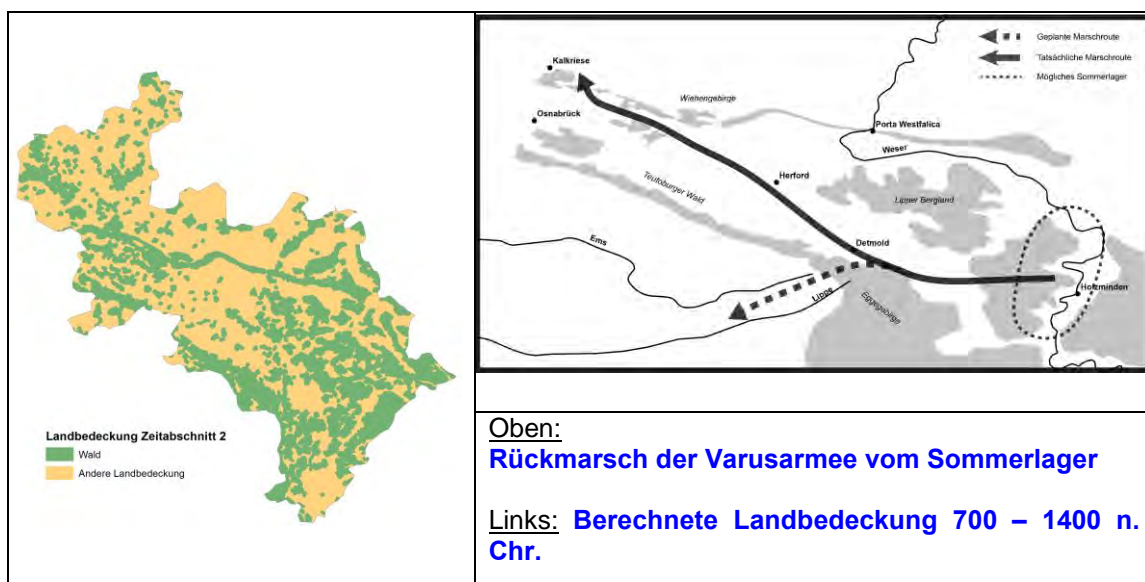 Landbedeckung Zeitabschnitt 2
Wald
Andere Landbedeckung
Geplante Marschroute
Tatsächliche Marschroute
Mögliches Sommerlager
Kalkriese
Osnabrück
Wiehengebirge
Porta Westfalica
Weser
Teutoburger Wald
Herford
Lipper Bergland
Ems
Detmold
Lippe
Eggegebirge
Holzminden
Oben:
Rückmarsch der Varusarmee vom Sommerlager
Links: Berechnete Landbedeckung 700 – 1400 n.
Chr.